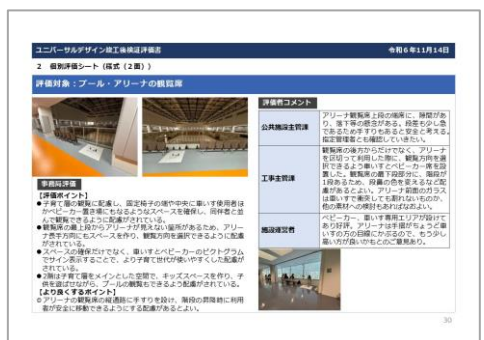 ユニバーサルデザイン竣工後検証評価書
令和6年11月14日
2 個別評価シート（様式（2面））
評価対象：プール・アリーナの観覧席
事務局評価
【評価ポイント】
●子育て層の観覧に配慮し、固定椅子の端や中央に車いす使用者は
かベビーカー置き場にもなるようなスペースを確保し、同伴者と並
んで観覧できるように配慮がされている。
●観覧席の最上段からアリーナが見えない箇所があるため、アリー
ナ長手方向にもスペースを作り、観覧方向を選択できるように配慮
がされている。
●スペースの確保だけでなく、車いすとベビーカーのピクトグラム
でサイン表示することで、より子育て世代が使いやすくした配慮が
されている。
●2階は子育て層をメインとした空間で、キッズスペースを作り、子
供を遊ばせながら、プールの観覧もできるよう配慮がされている。
【より良くするポイント】
◎アリーナの観覧席の縦通路に手すりを設け、階段の昇降時に利用
者が安全に移動できるようにする配慮があるとよい。
評価者コメント
公共施設主管課
アリーナ観覧席上段の端席に、隙間があ
り、落下等の懸念がある。段差も少し急
であるため手すりもあると安全と考える。
指定管理者とも確認していきたい。
工事主管課
観覧席の後方からだけでなく、アリーナ
を区切って利用した際に、観覧方向を選
択できるよう車いすとベビーカー席を設
置した。観覧席の最下段部分に、階段が
1段あるため、段鼻の色を変えるなど配
慮があるとよい。アリーナ前面のガラス
は車いすで衝突しても割れないものか、
他の素材への検討もあればなおよい。
施設運営者
ベビーカー、車いす専用エリアが設けて
あり好評。アリーナは手摺がちょうど車
いすの方の目線にかぶるので、もう少し
高い方が良いかもとのご意見あり。
30